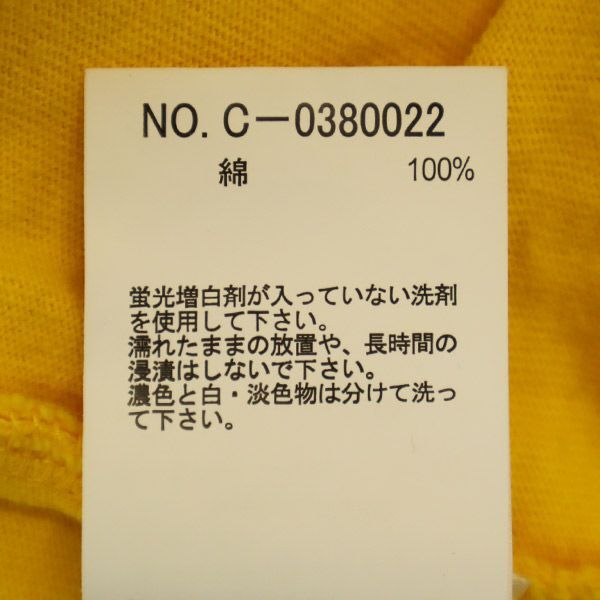 NO. C−0380022
綿 100%
蛍光増白剤が入っていない洗剤
を使用して下さい。
濡れたままの放置や、長時間の
浸漬はしないで下さい。
濃色と白・淡色物は分けて洗っ
て下さい。